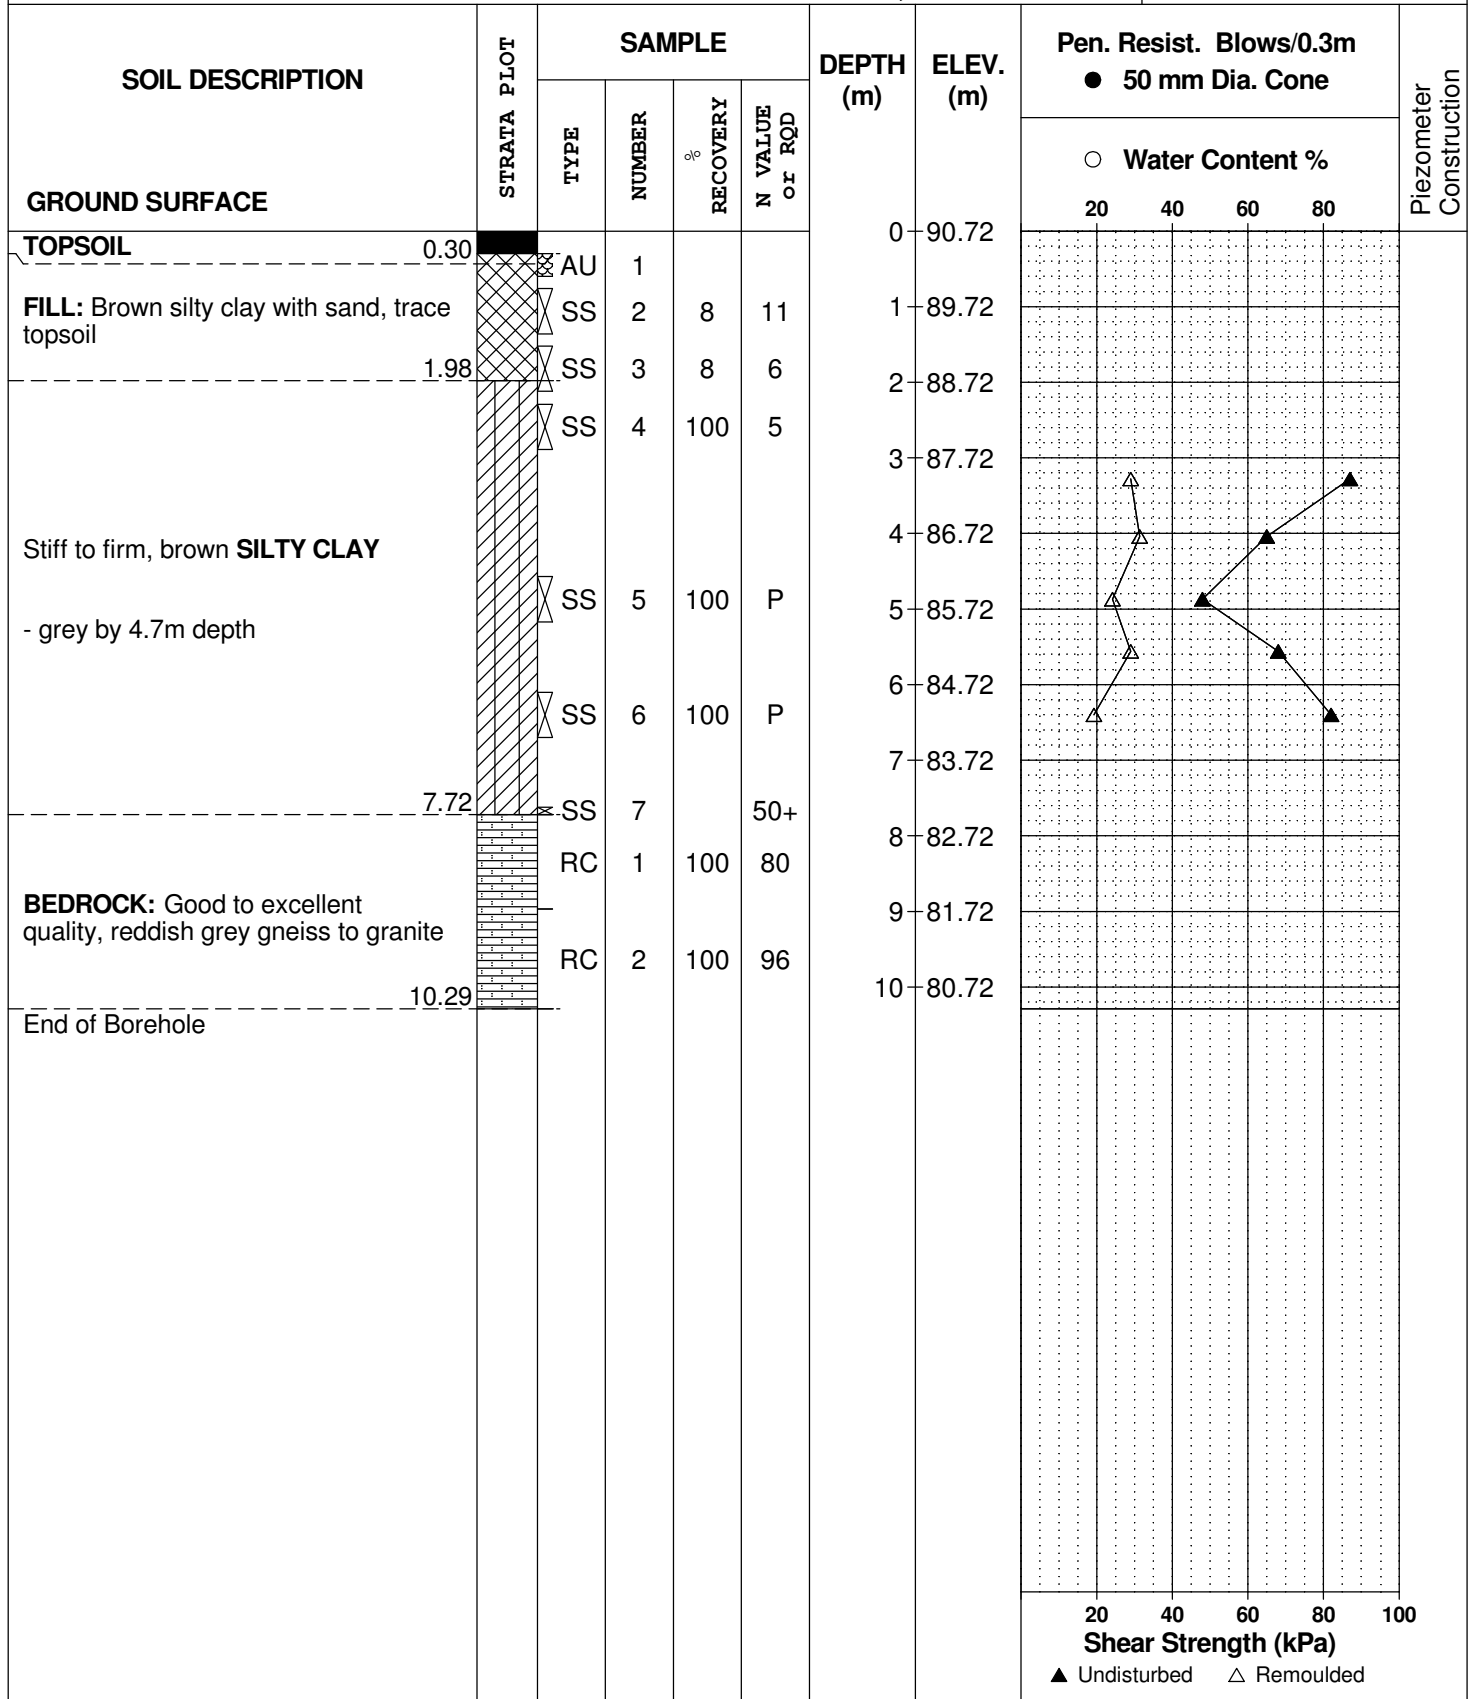 SOIL DESCRIPTION
GROUND SURFACE
STRATA PLOT
SAMPLE
TYPE
NUMBER
% RECOVERY
N VALUE or RQD
DEPTH (m)
ELEV. (m)
Pen. Resist. Blows/0.3m
● 50 mm Dia. Cone
○ Water Content %
20 40 60 80
Piezometer Construction
TOPSOIL 0.30
FILL: Brown silty clay with sand, trace
topsoil
1.98
Stiff to firm, brown SILTY CLAY
- grey by 4.7m depth
7.72
BEDROCK: Good to excellent
quality, reddish grey gneiss to granite
10.29
End of Borehole
AU 1
SS 2 8 11
SS 3 8 6
SS 4 100 5
SS 5 100 P
SS 6 100 P
SS 7 50+
RC 1 100 80
RC 2 100 96
0 90.72
1 89.72
2 88.72
3 87.72
4 86.72
5 85.72
6 84.72
7 83.72
8 82.72
9 81.72
10 80.72
20 40 60 80 100
Shear Strength (kPa)
▲ Undisturbed △ Remoulded